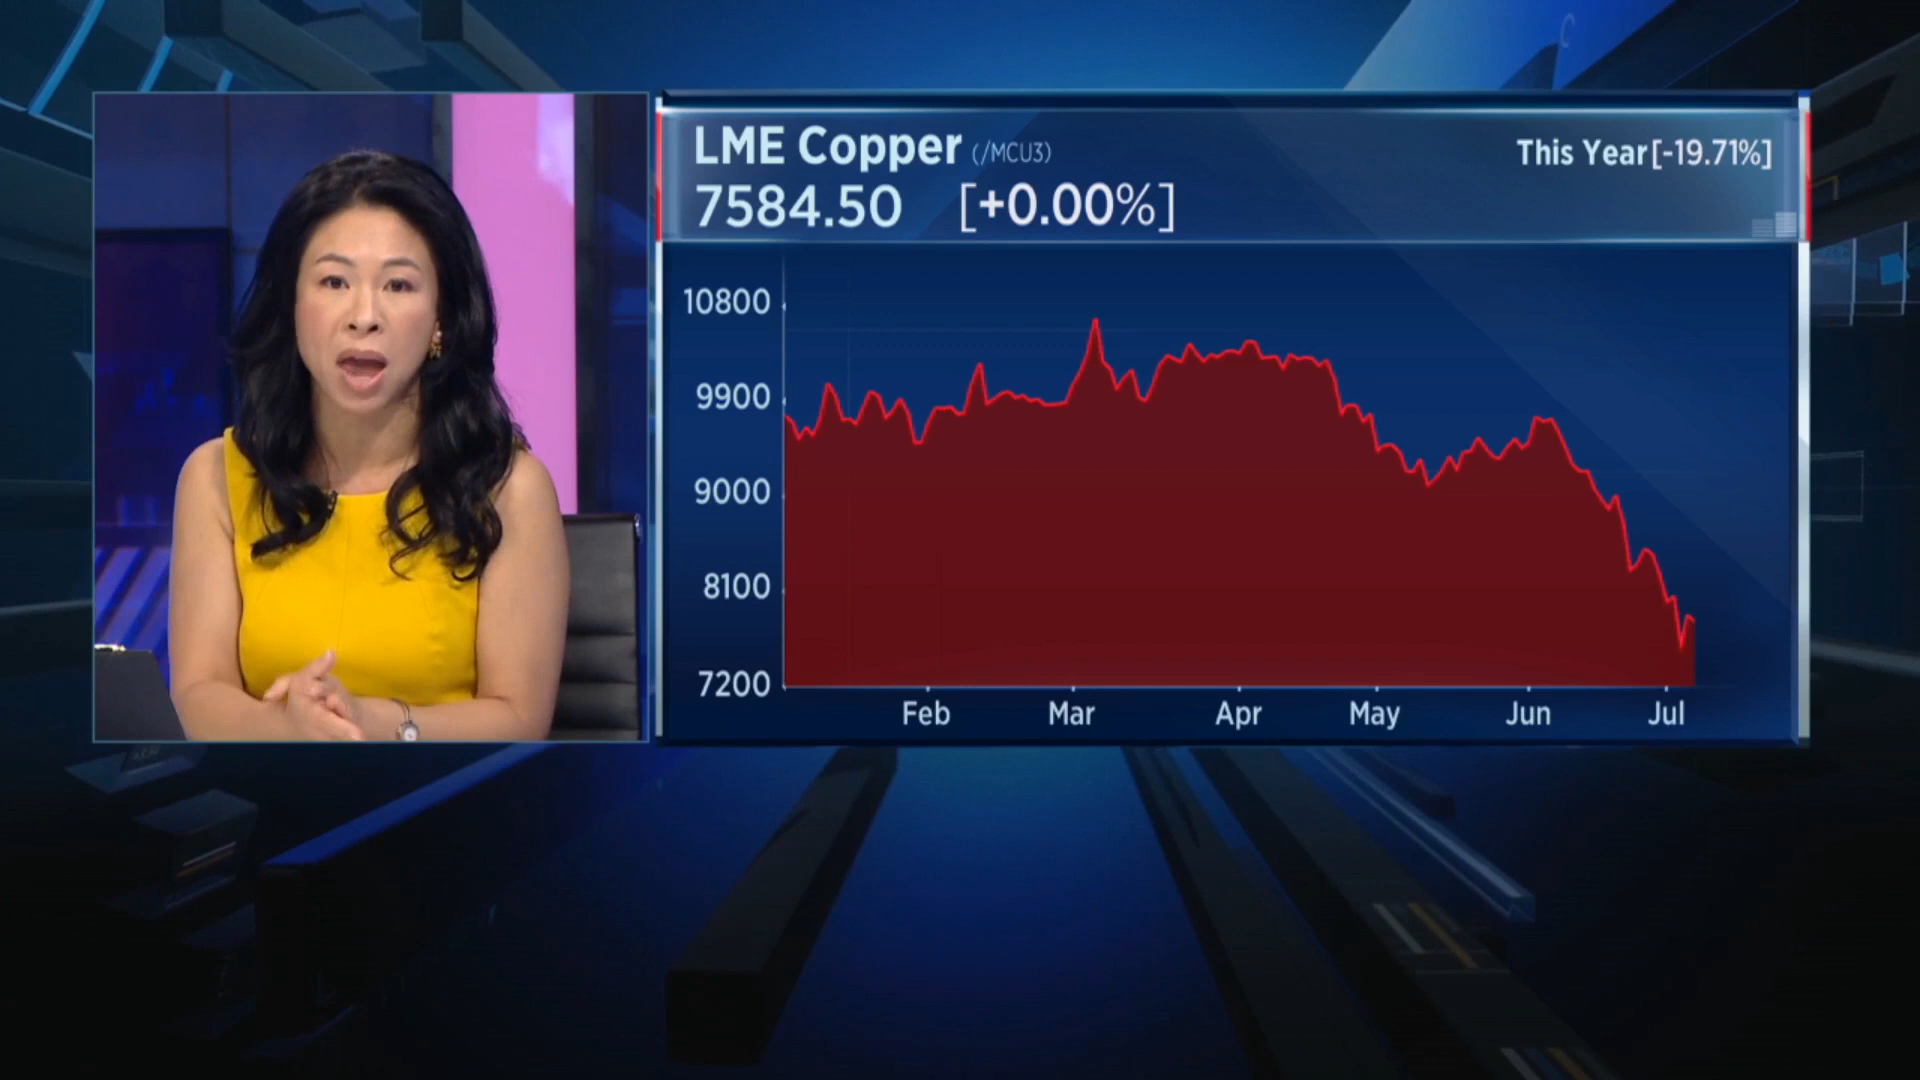 LME Copper (/MCU3)
This Year[-19.71%]
7584.50 [+0.00%]
10800
9900
9000
8100
7200
Feb Mar Apr May Jun Jul